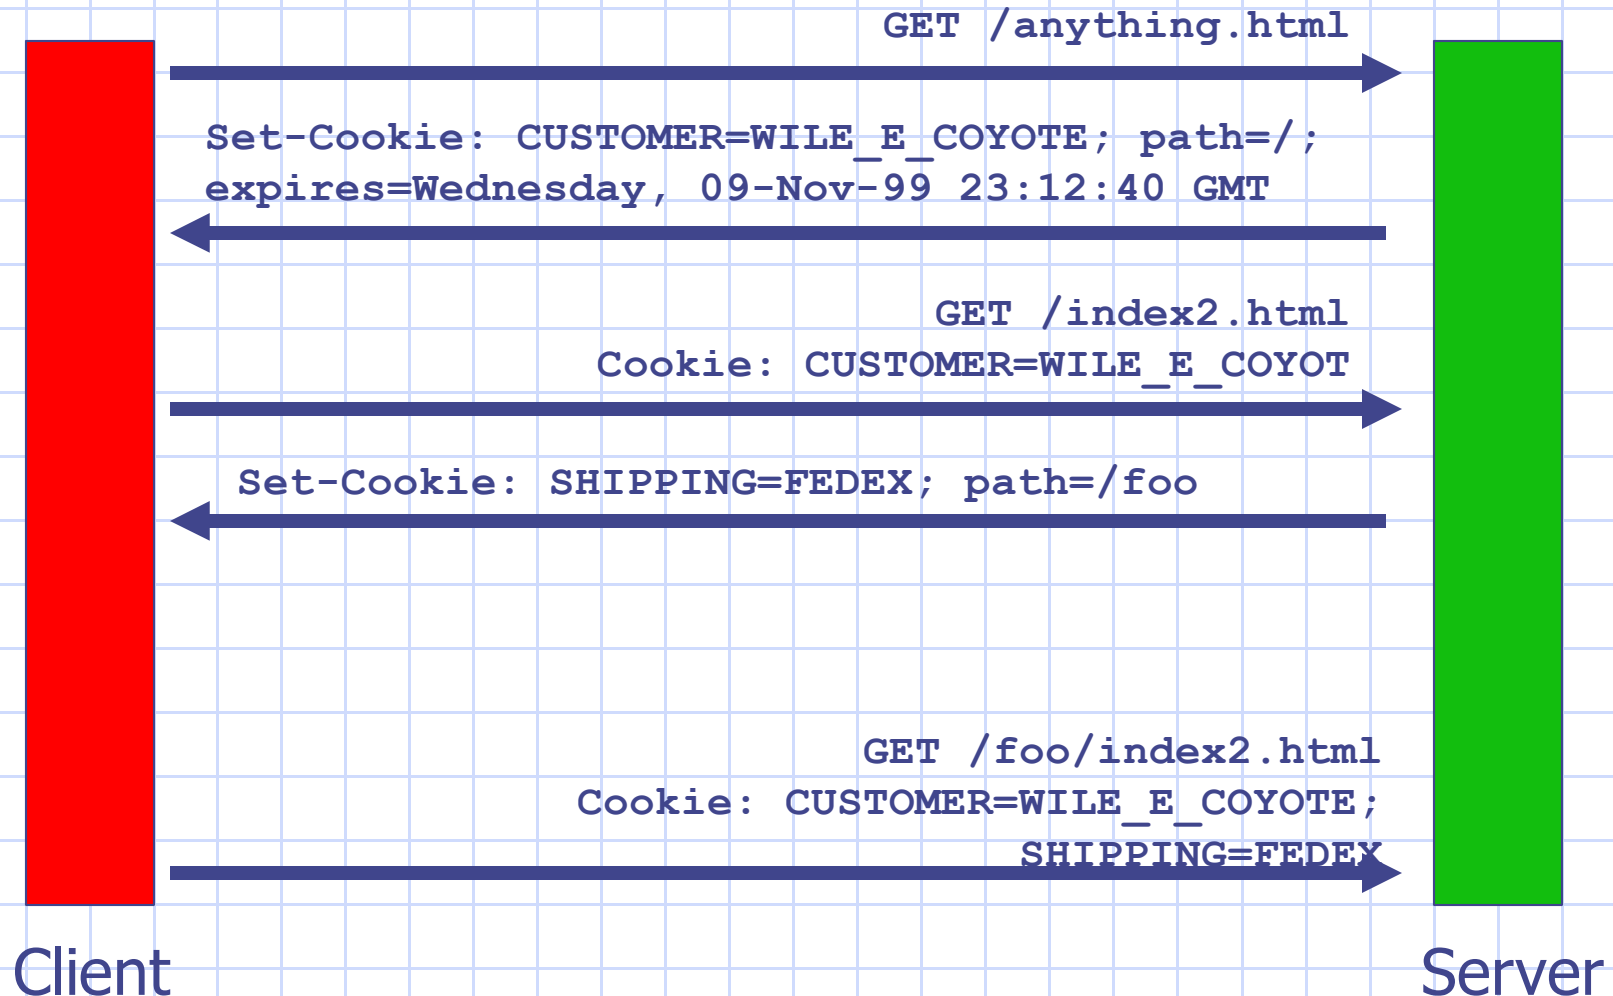 GET /anything.html
Set-Cookie: CUSTOMER=WILE_E_COYOTE; path=/;
expires=Wednesday, 09-Nov-99 23:12:40 GMT
GET /index2.html
Cookie: CUSTOMER=WILE_E_COYOT
Set-Cookie: SHIPPING=FEDEX; path=/foo
GET /foo/index2.html
Cookie: CUSTOMER=WILE_E_COYOTE;
SHIPPING=FEDEX
Client
Server